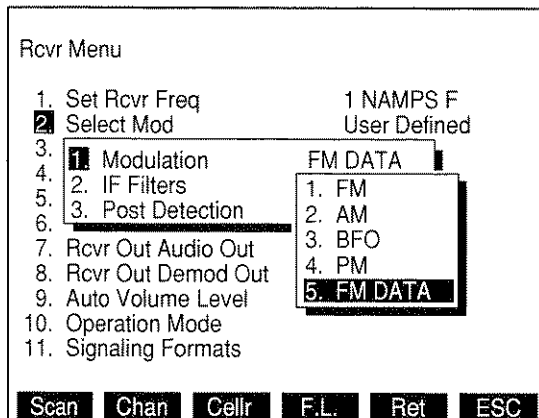 Rcvr Menu
1. Set Rcvr Freq 1 NAMPS F
2. Select Mod User Defined
3.
1. Modulation FM DATA
4.
2. IF Filters
5.
3. Post Detection
6.
1. FM
2. AM
3. BFO
4. PM
5. FM DATA
7. Rcvr Out Audio Out
8. Rcvr Out Demod Out
9. Auto Volume Level
10. Operation Mode
11. Signaling Formats
Scan Chan Cellr F.L. Ret ESC